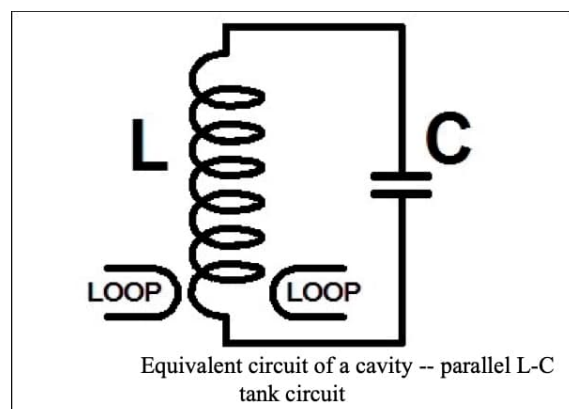 L
C
LOOP
LOOP
Equivalent circuit of a cavity -- parallel L-C
tank circuit